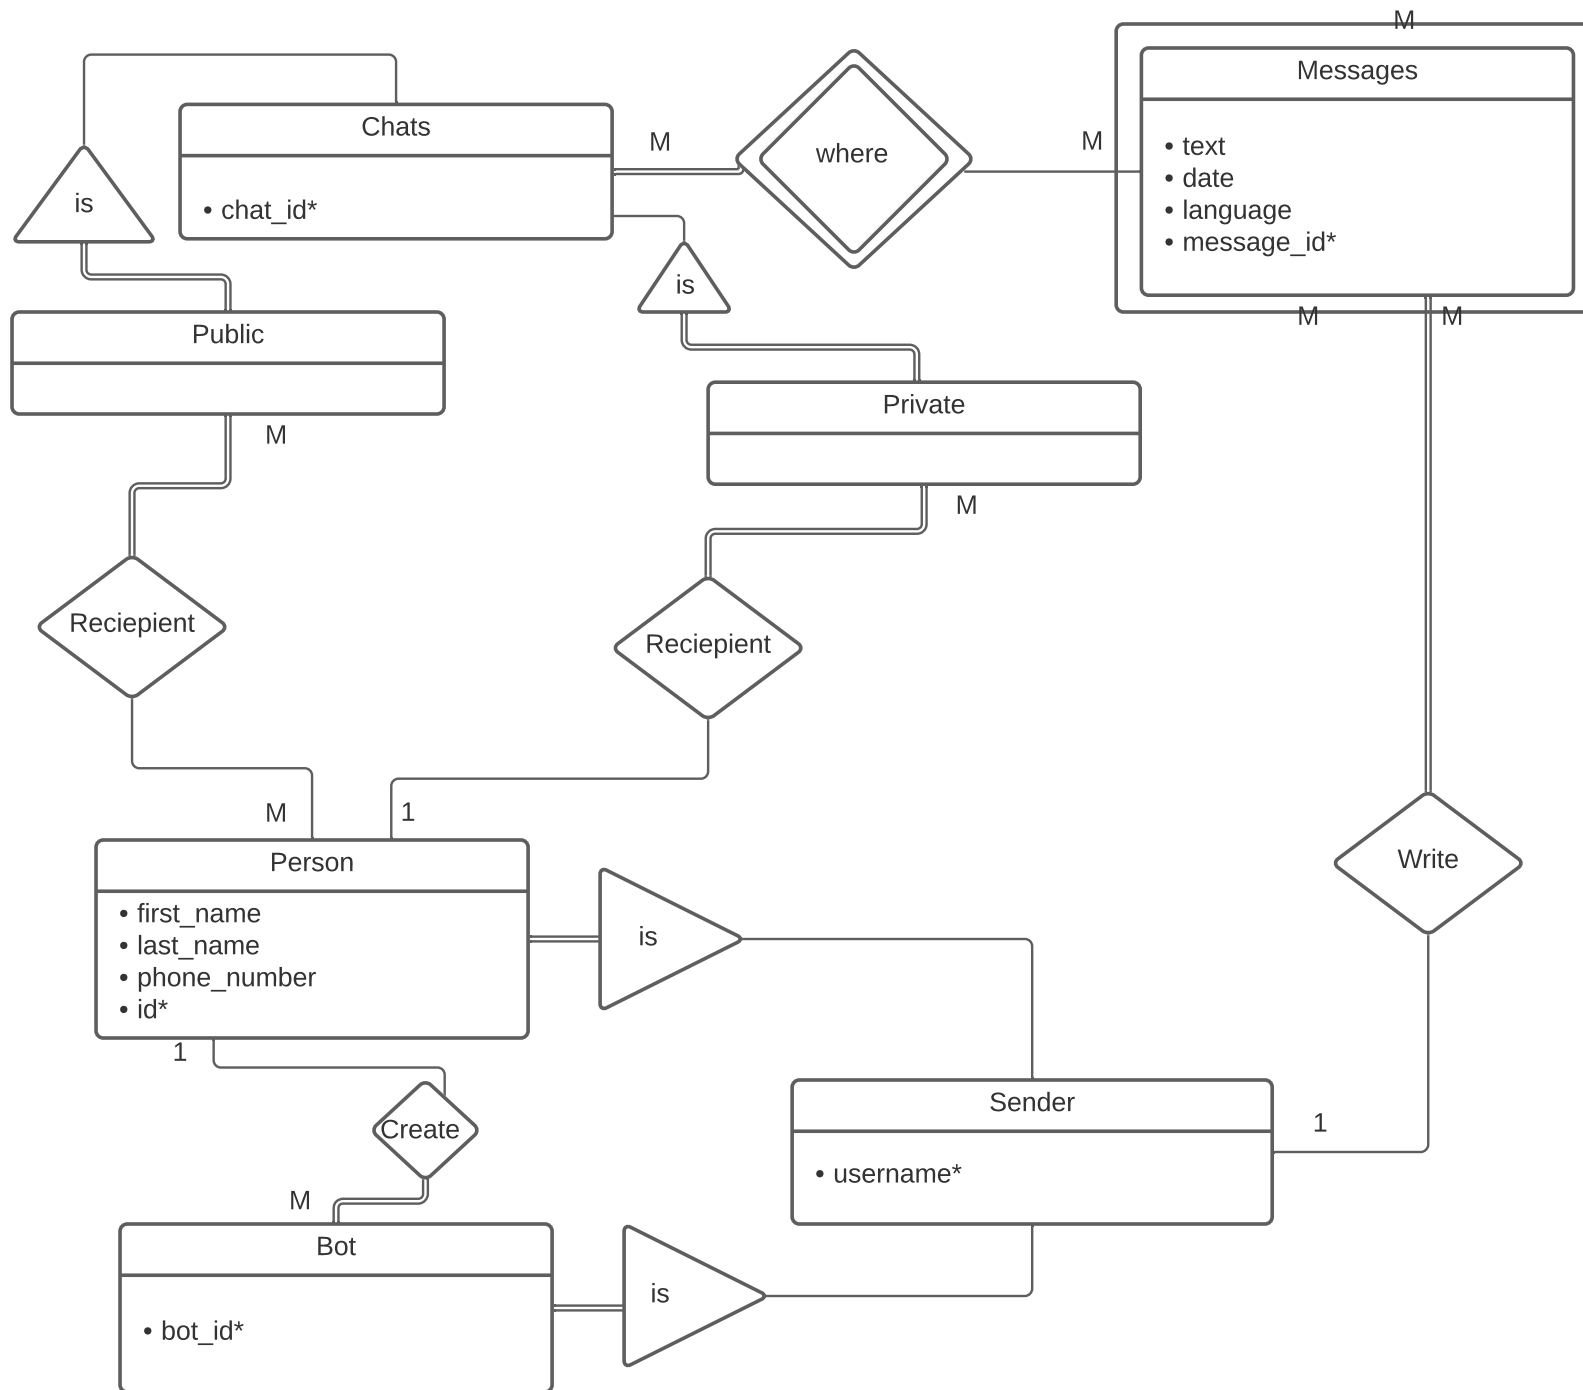 M
Messages
Chats
M
where
M
• text
• date
• language
• message_id*
is
• chat_id*
is
M
M
Public
Private
M
M
Reciepient
Reciepient
M
1
Write
Person
• first_name
• last_name
• phone_number
• id*
is
1
Create
Sender
1
• username*
M
Bot
is
• bot_id*